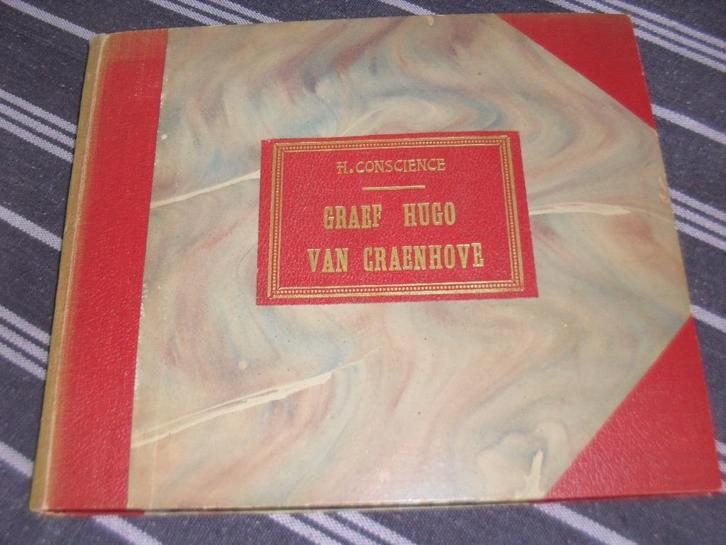 H. CONSCIENCE
GRAEF HUGO
VAN CRAENHOVE